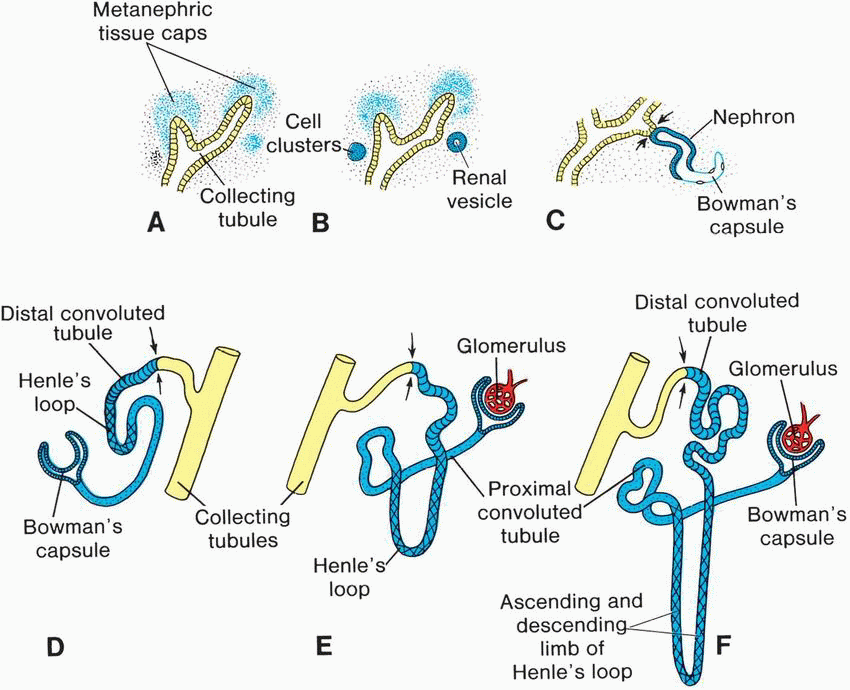 Metanephric
tissue caps
Cell
clusters
Collecting
tubule
Renal
vesicle
Nephron
Bowman's
capsule
A
B
C
Distal convoluted
tubule
Henle's
loop
Bowman's
capsule
Collecting
tubules
D
Glomerulus
Proximal
convoluted
tubule
Henle's
loop
E
Distal convoluted
tubule
Glomerulus
Bowman's
capsule
Ascending and
descending
limb of
Henle's loop
F